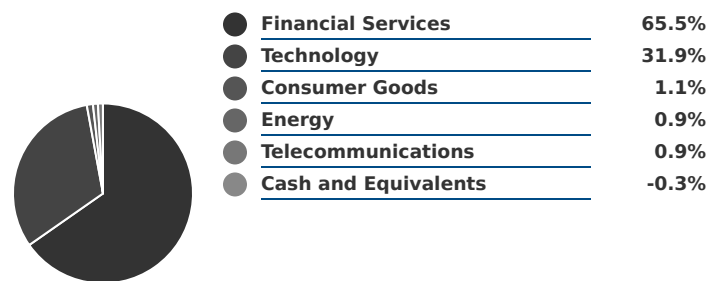 Financial Services 65.5%
Technology 31.9%
Consumer Goods 1.1%
Energy 0.9%
Telecommunications 0.9%
Cash and Equivalents -0.3%